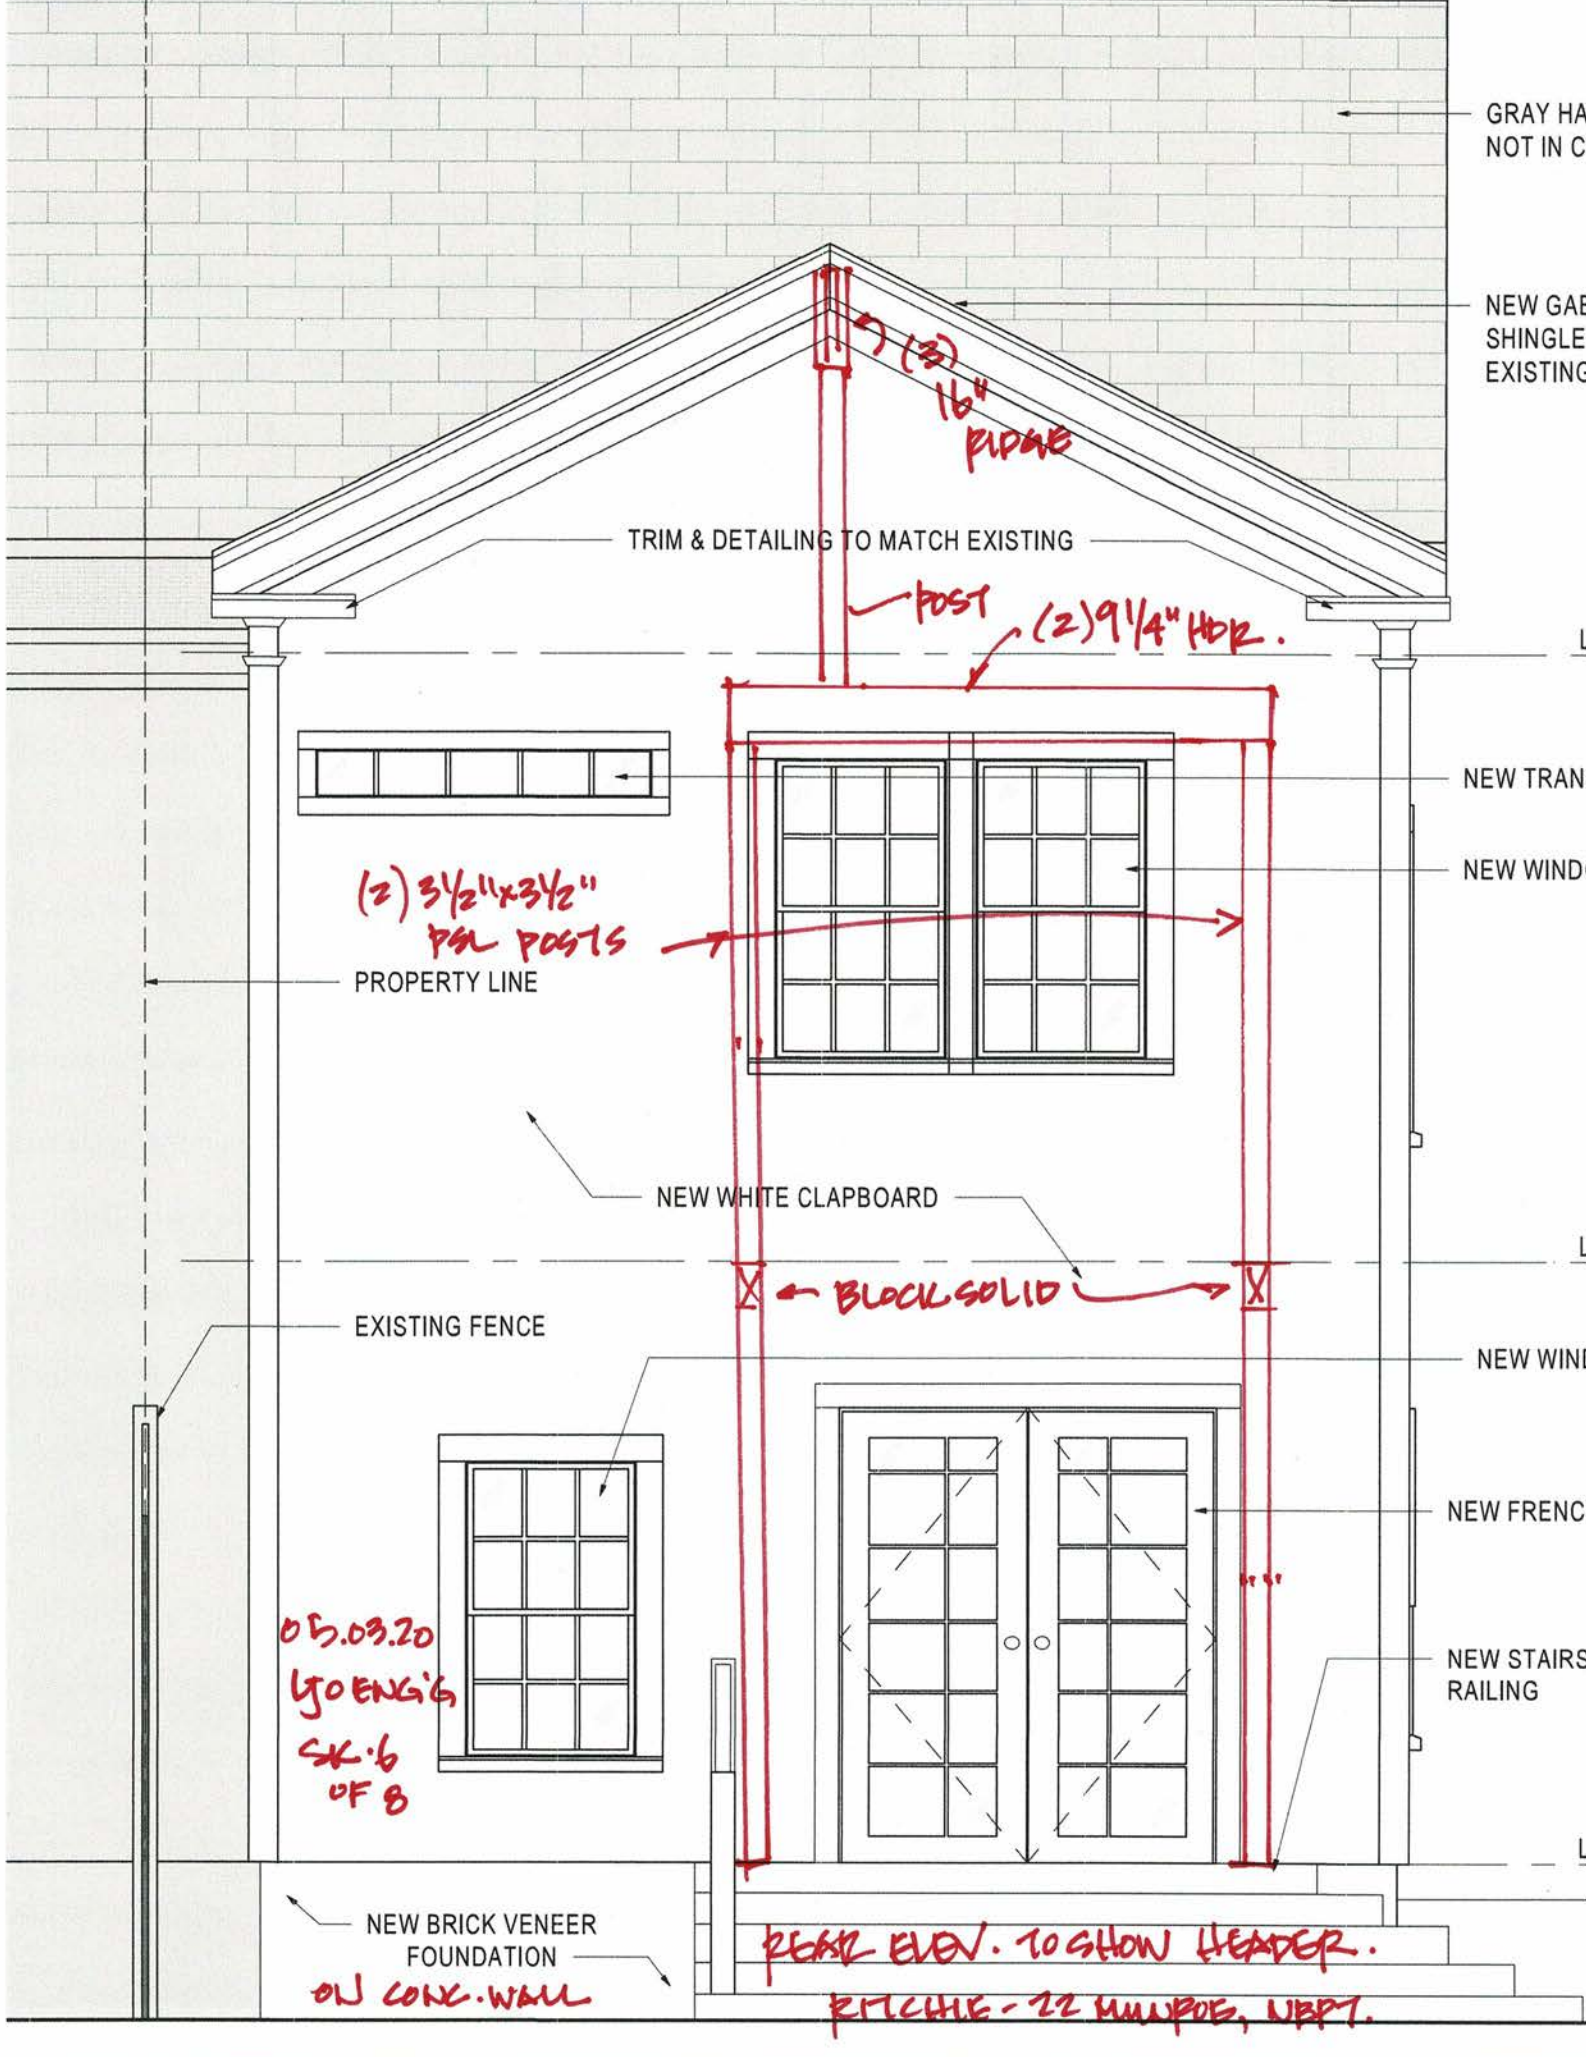 GRAY HA
NOT IN C
NEW GAB
SHINGLE
EXISTING
(3)
16"
RIDGE
TRIM & DETAILING TO MATCH EXISTING
POST
(2) 9 1/4" HDR.
L
NEW TRAN
NEW WINDO
(2) 3 1/2" x 3 1/2"
PSL POSTS
PROPERTY LINE
NEW WHITE CLAPBOARD
L
BLOCK SOLID
EXISTING FENCE
NEW WIND
NEW FRENC
05.03.20
ENG'G
SK.6
OF 8
NEW STAIRS
RAILING
L
NEW BRICK VENEER
FOUNDATION
ON CONC. WALL
REAR ELEV. TO SHOW HEADER.
RITCHIE - 22 MUNROE, NBPT.